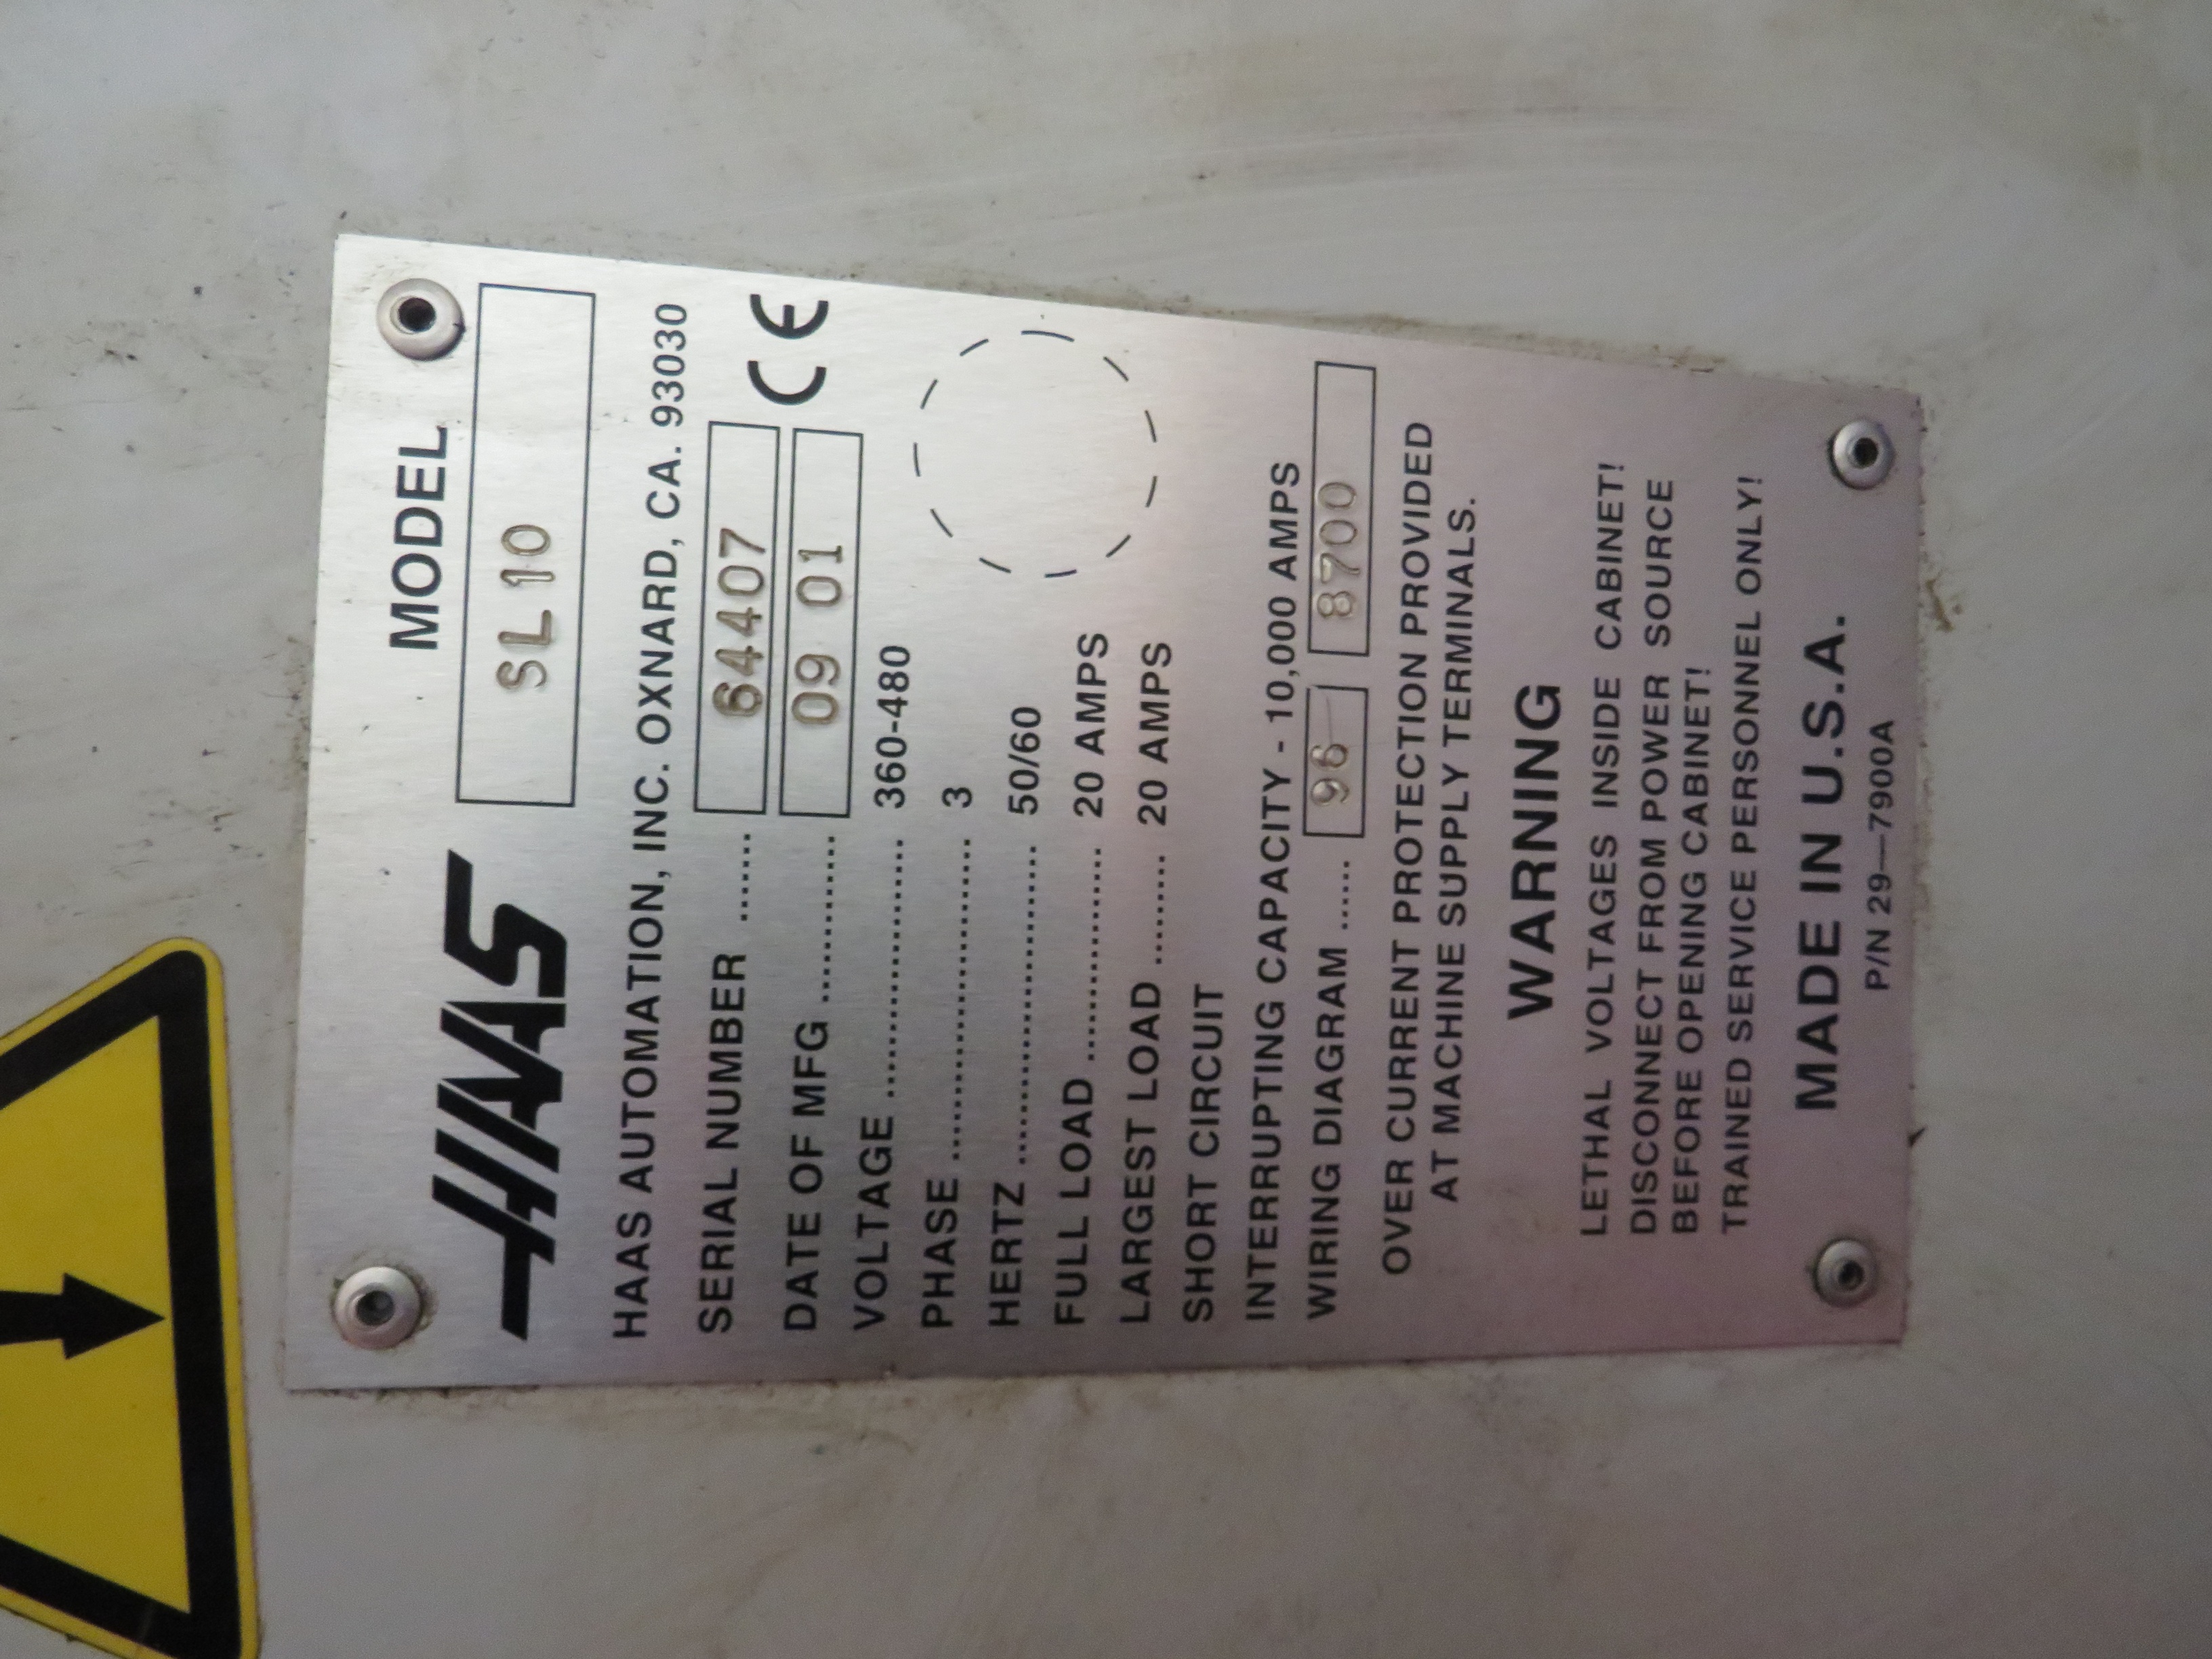 HAAS
MODEL
SL10
HAAS AUTOMATION, INC. OXNARD, CA. 93030
SERIAL NUMBER ....... 64407
DATE OF MFG .............. 09 01
CE
VOLTAGE ..................... 360-480
PHASE .......................... 3
HERTZ .......................... 50/60
FULL LOAD ................. 20 AMPS
LARGEST LOAD ......... 20 AMPS
SHORT CIRCUIT
INTERRUPTING CAPACITY - 10,000 AMPS
WIRING DIAGRAM ...... 96 8700
OVER CURRENT PROTECTION PROVIDED
AT MACHINE SUPPLY TERMINALS.
WARNING
LETHAL VOLTAGES INSIDE CABINET!
DISCONNECT FROM POWER SOURCE
BEFORE OPENING CABINET!
TRAINED SERVICE PERSONNEL ONLY!
MADE IN U.S.A.
P/N 29—7900A